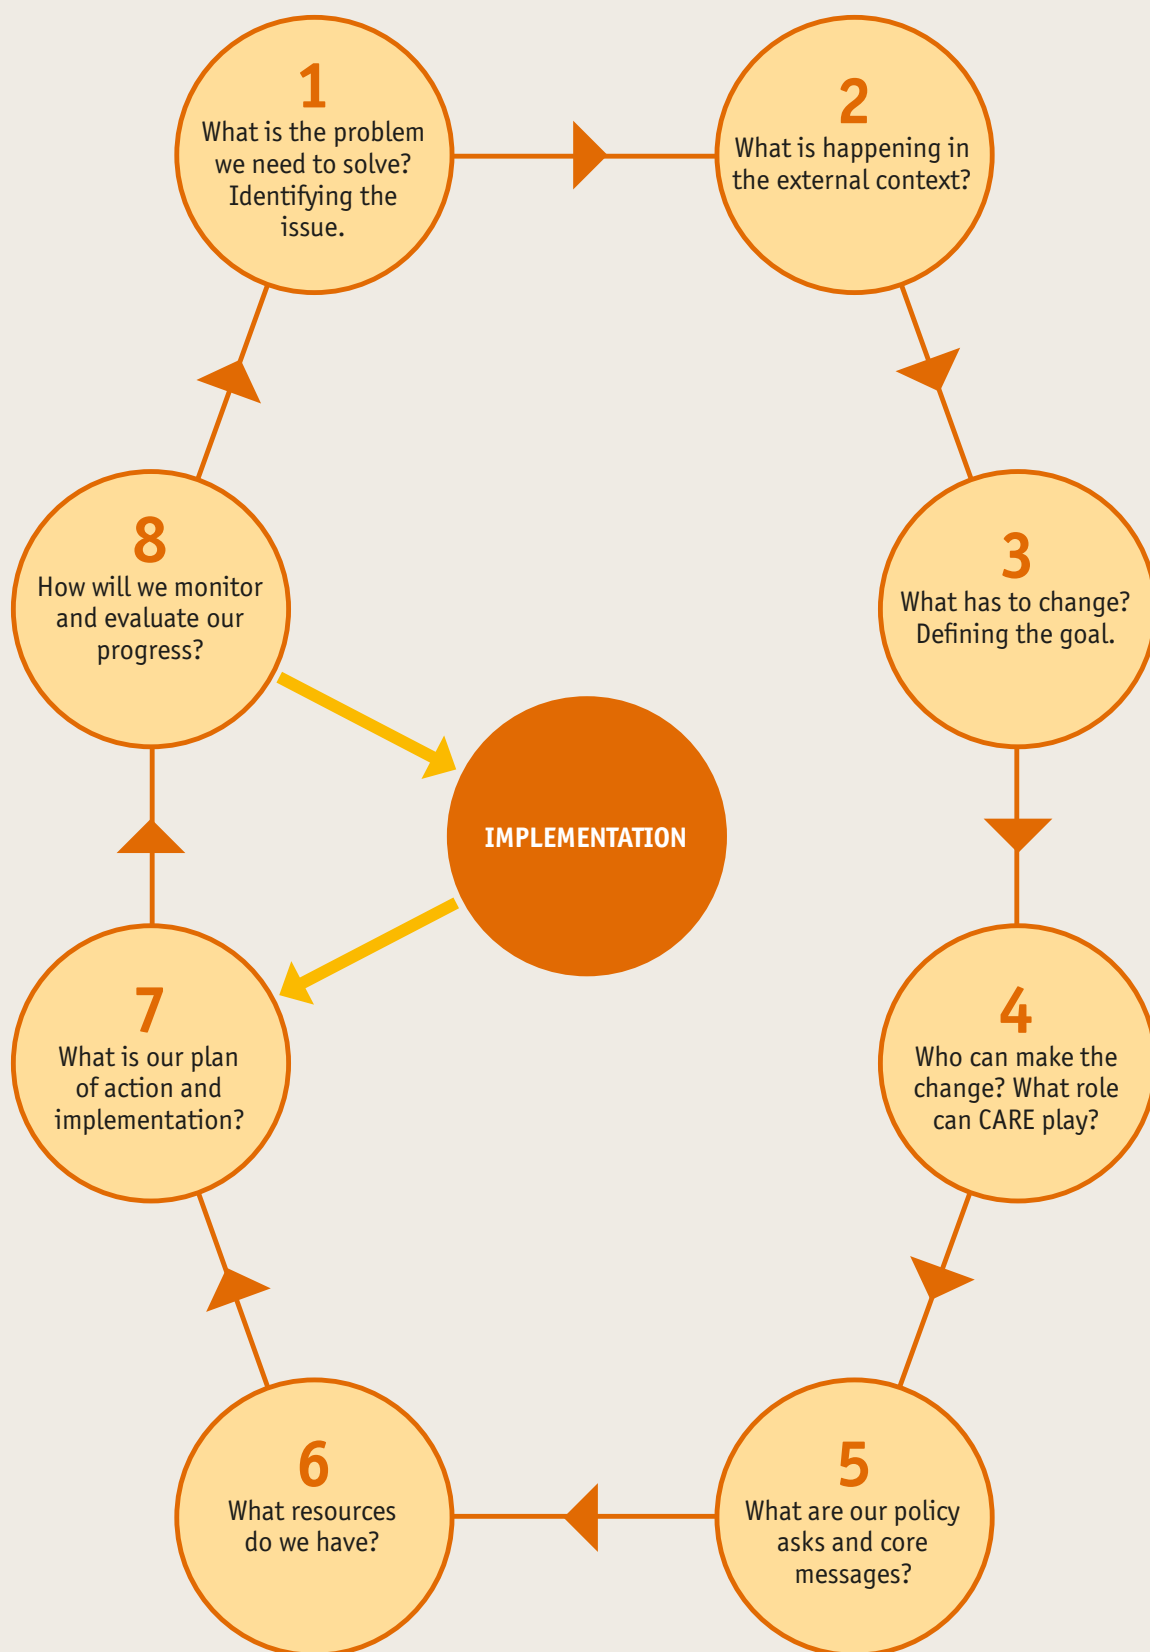 1
What is the problem
we need to solve?
Identifying the
issue.
2
What is happening in
the external context?
3
What has to change?
Defining the goal.
4
Who can make the
change? What role
can CARE play?
5
What are our policy
asks and core
messages?
6
What resources
do we have?
7
What is our plan
of action and
implementation?
8
How will we monitor
and evaluate our
progress?
IMPLEMENTATION